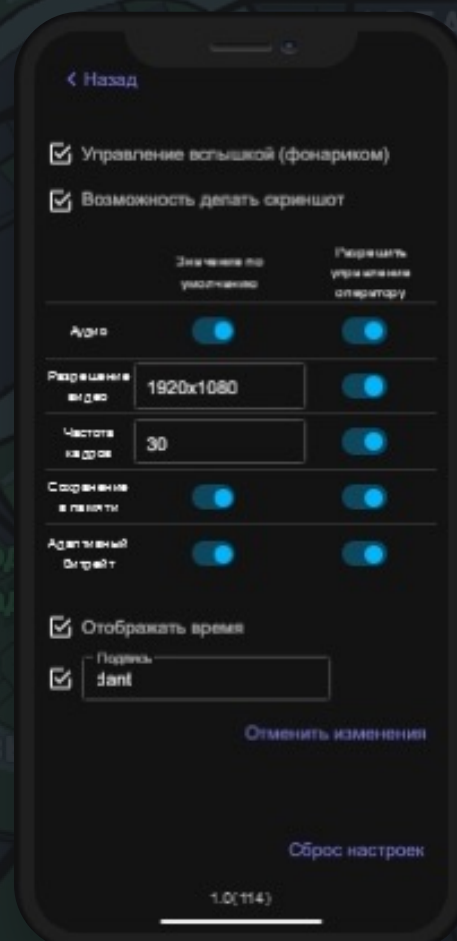 Назад
Управление вспышкой (фонариком)
Возможность делать скриншот
Значение по
умолчанию
Разрешить
управление
оператору
Аудио
Разрешение
видео
1920x1080
Частота
кадров
30
Сохранение
в памяти
Адаптивный
битрейт
Отображать время
Подпись
dant
Отменить изменения
Сброс настроек
1.0(114)